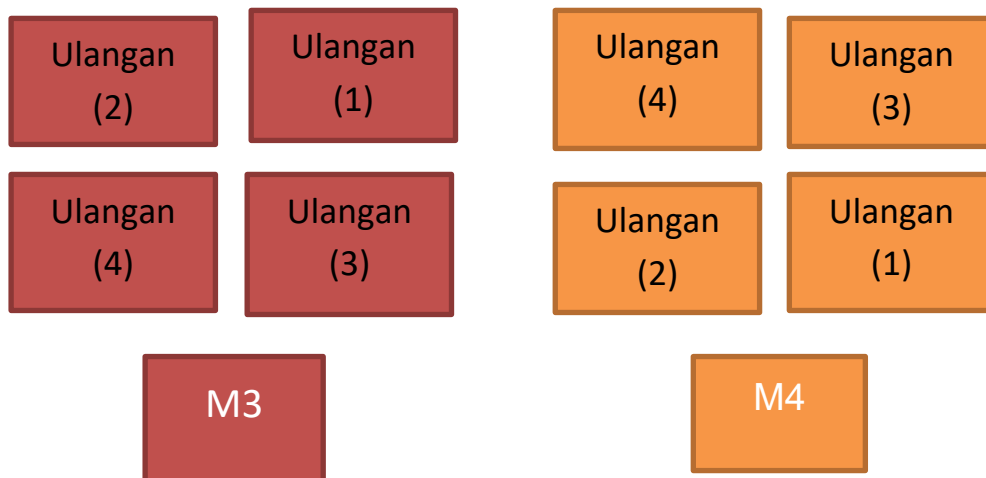 Ulangan
(2)
Ulangan
(1)
Ulangan
(4)
Ulangan
(3)
Ulangan
(4)
Ulangan
(3)
Ulangan
(2)
Ulangan
(1)
M3
M4